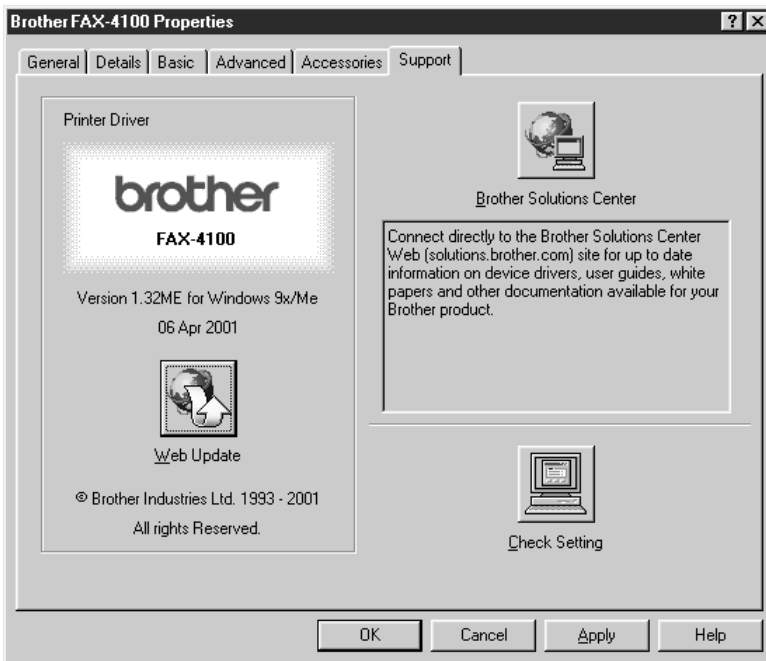 Brother FAX-4100 Properties
General Details Basic Advanced Accessories Support
Printer Driver
brother
FAX-4100
Version 1.32ME for Windows 9x/Me
06 Apr 2001
Web Update
© Brother Industries Ltd. 1993 - 2001
All rights Reserved.
Brother Solutions Center
Connect directly to the Brother Solutions Center
Web (solutions.brother.com) site for up to date
information on device drivers, user guides, white
papers and other documentation available for your
Brother product.
Check Setting
OK Cancel Apply Help